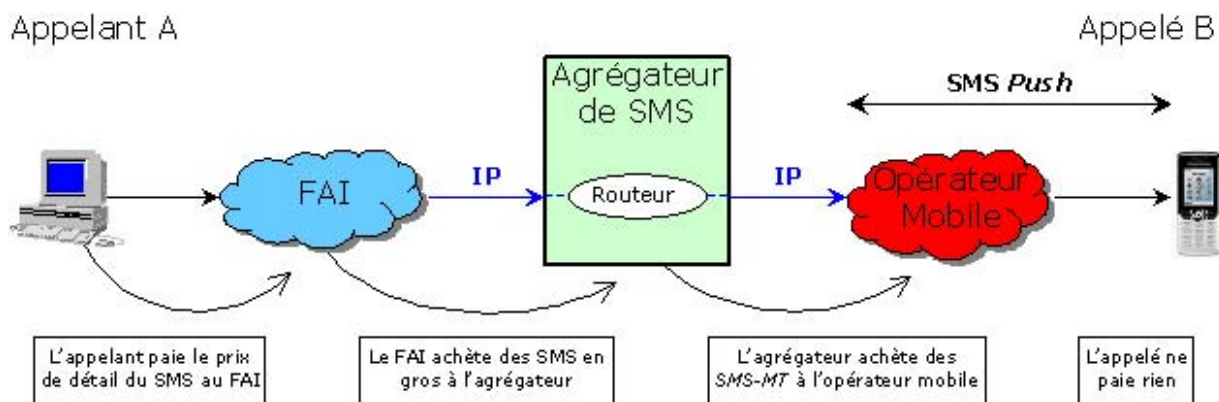 Appelant A
Appelé B
Agrégateur
de SMS
SMS Push
FAI
IP
Routeur
IP
Opérateur
Mobile
L'appelant paie le prix
de détail du SMS au FAI
Le FAI achète des SMS en
gros à l'agrégateur
L'agrégateur achète des
SMS-MT à l'opérateur mobile
L'appelé ne
paie rien